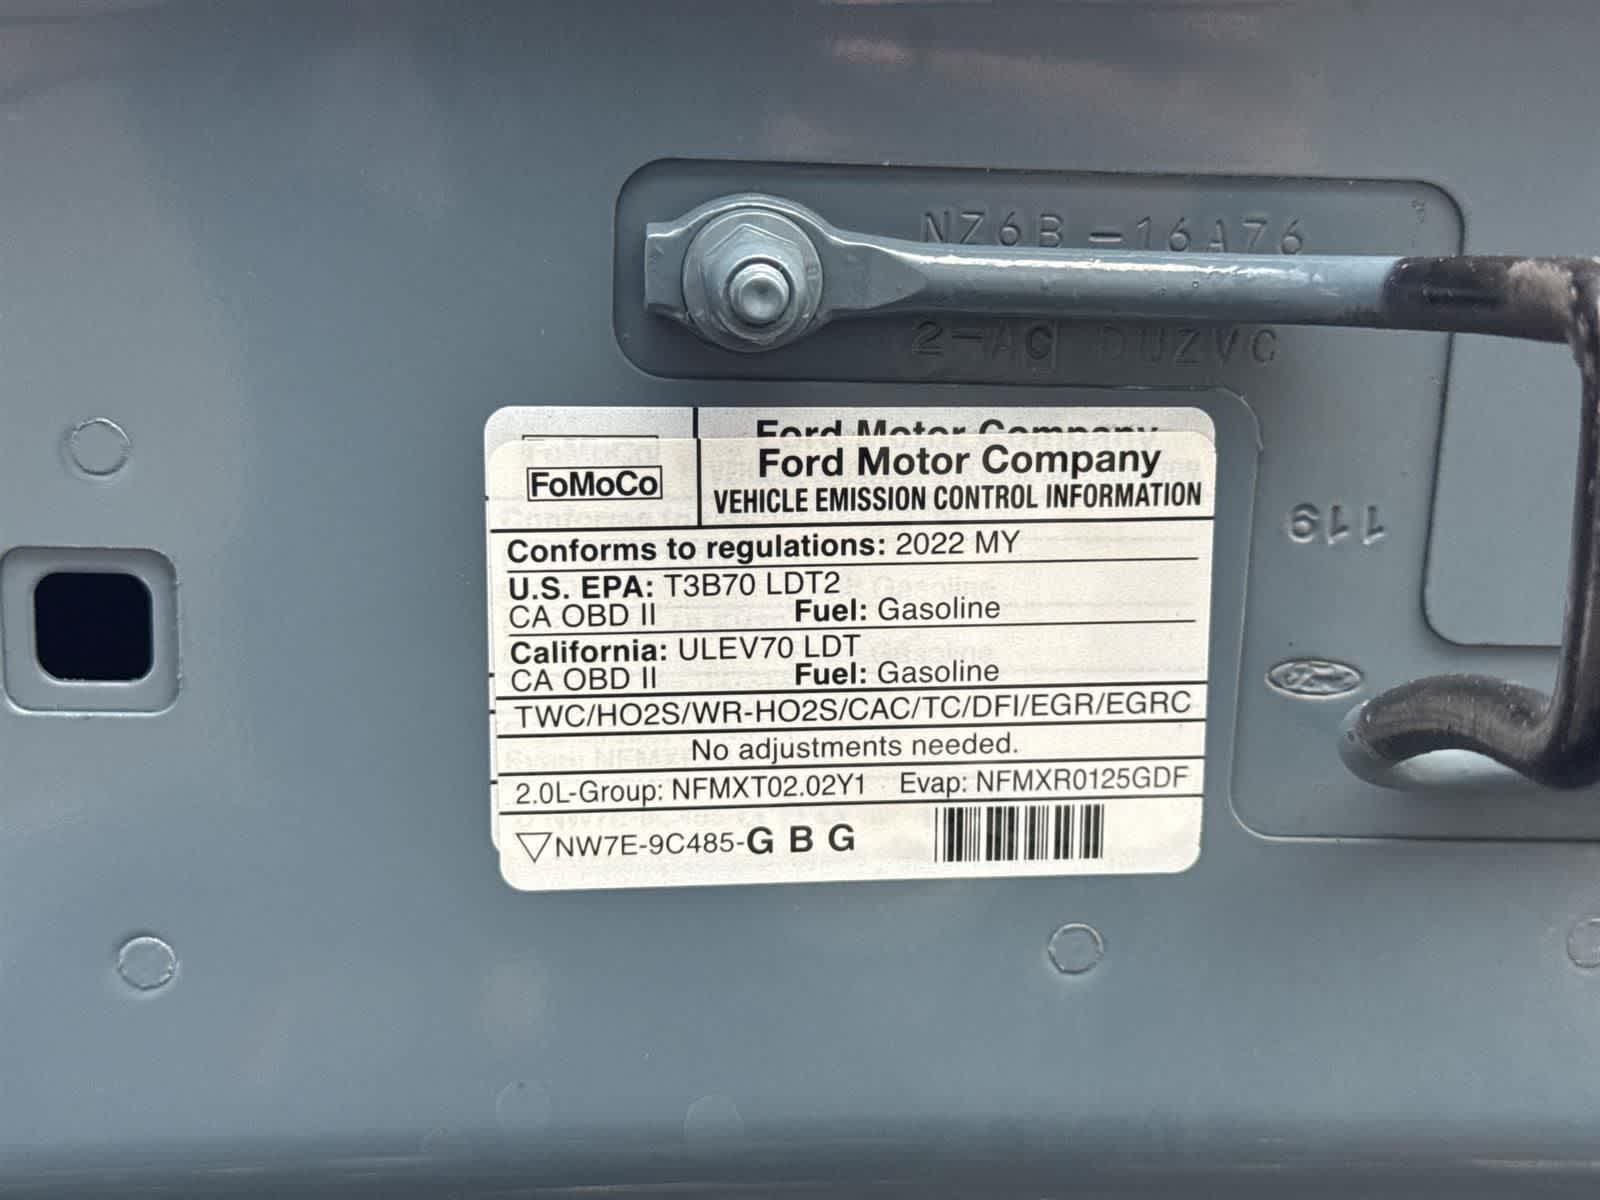 NZ6B-16A76
2-AC DUZVC
Ford Motor Company
FoMoCo
Ford Motor Company
VEHICLE EMISSION CONTROL INFORMATION
Conforms to regulations: 2022 MY
U.S. EPA: T3B70 LDT2
CA OBD II Fuel: Gasoline
California: ULEV70 LDT
CA OBD II Fuel: Gasoline
TWC/HO2S/WR-HO2S/CAC/TC/DFI/EGR/EGRC
No adjustments needed.
2.0L-Group: NFMXT02.02Y1 Evap: NFMXR0125GDF
NW7E-9C485-G B G
119
Ford